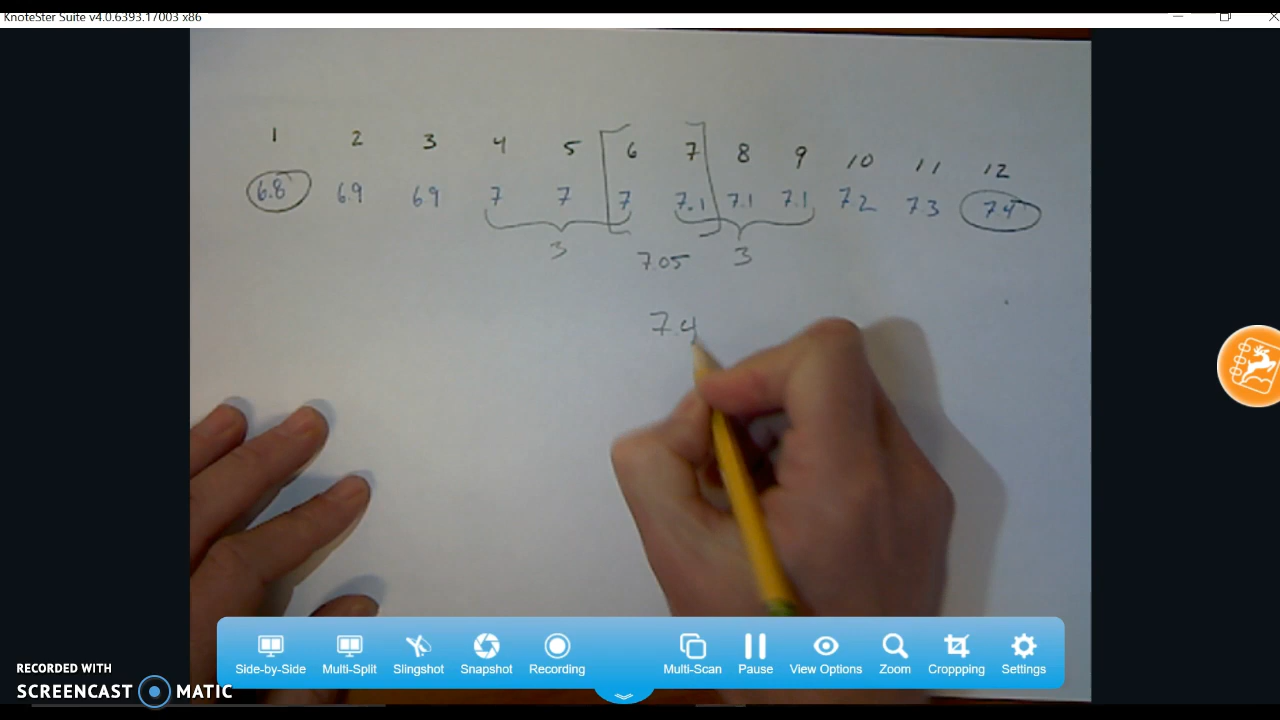 KnoteSter Suite v4.0.6393.17003 x86
1 2 3 4 5 6 7 8 9 10 11 12
6.8 6.9 6.9 7 7 7 7.1 7.1 7.1 7.2 7.3 7.4
3 7.05 3
7.4
Side-by-Side Multi-Split Slingshot Snapshot Recording Multi-Scan Pause View Options Zoom Croppping Settings
RECORDED WITH
SCREENCAST MATIC